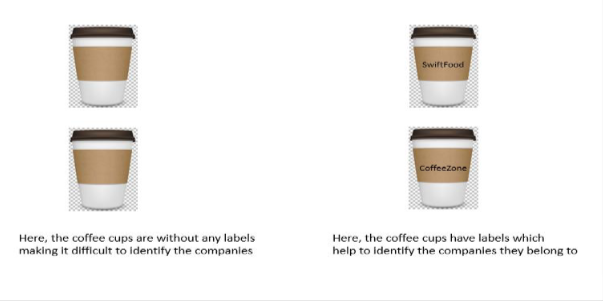 SwiftFood
CoffeeZone
Here, the coffee cups are without any labels
making it difficult to identify the companies
Here, the coffee cups have labels which
help to identify the companies they belong to